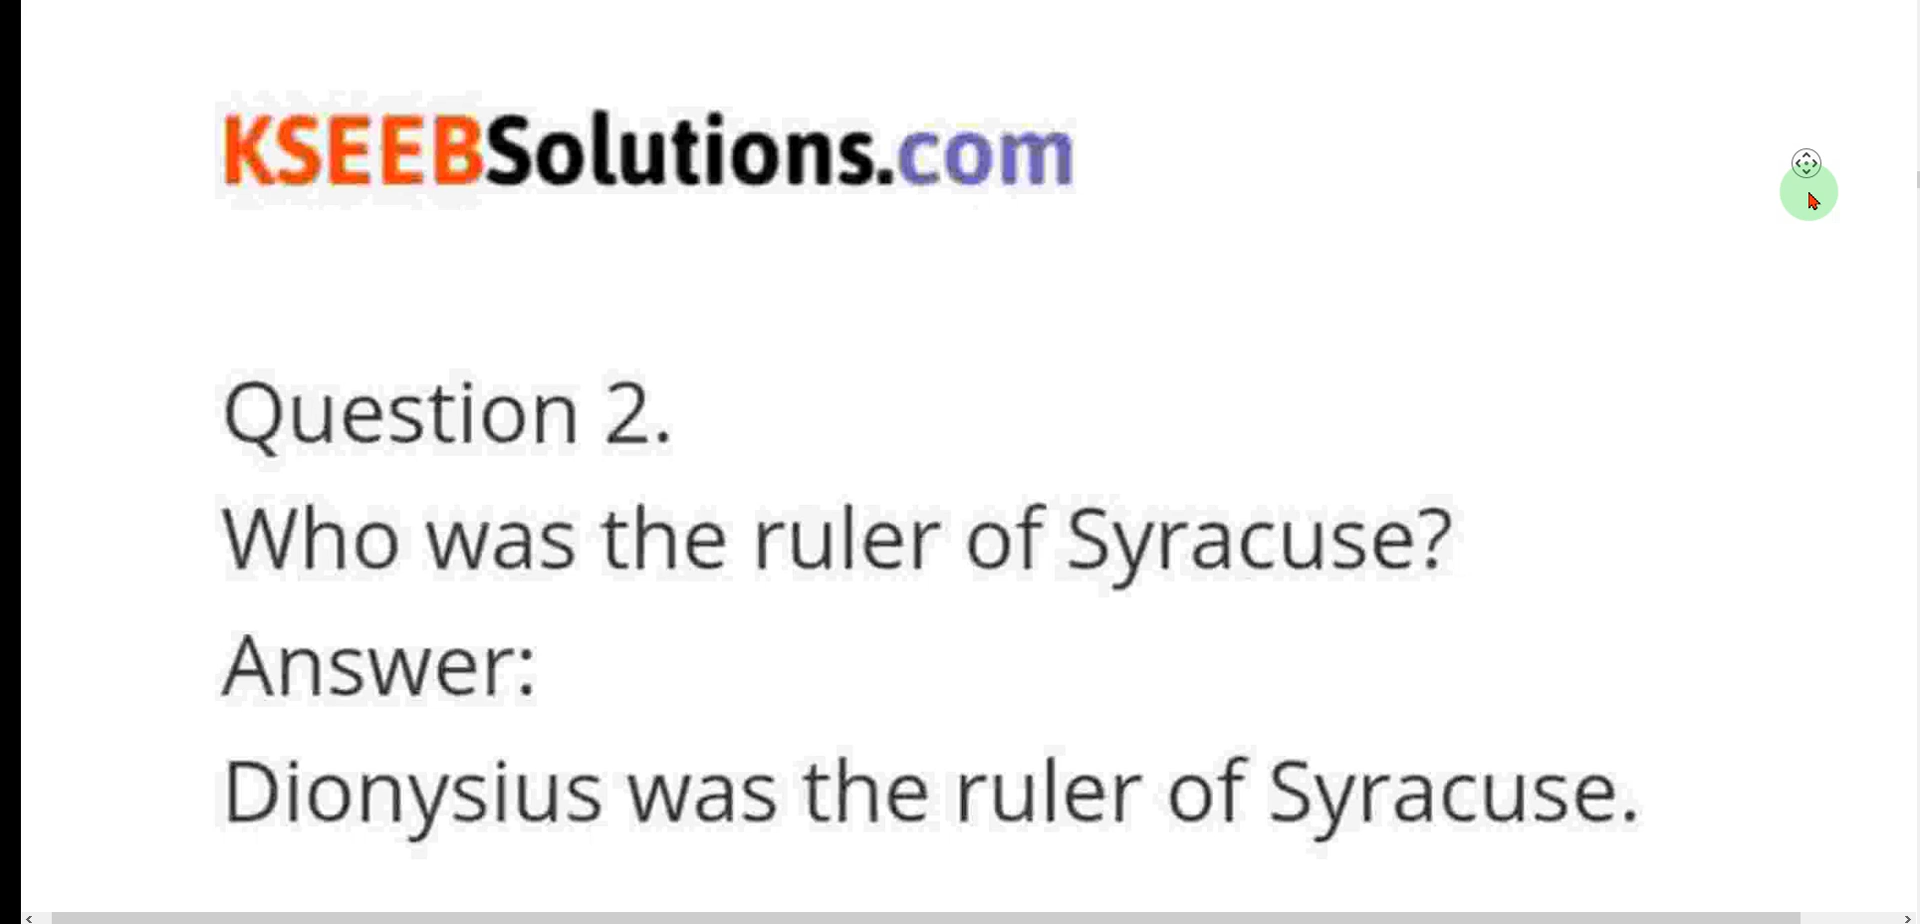 KSEEBSolutions.com
Question 2.
Who was the ruler of Syracuse?
Answer:
Dionysius was the ruler of Syracuse.